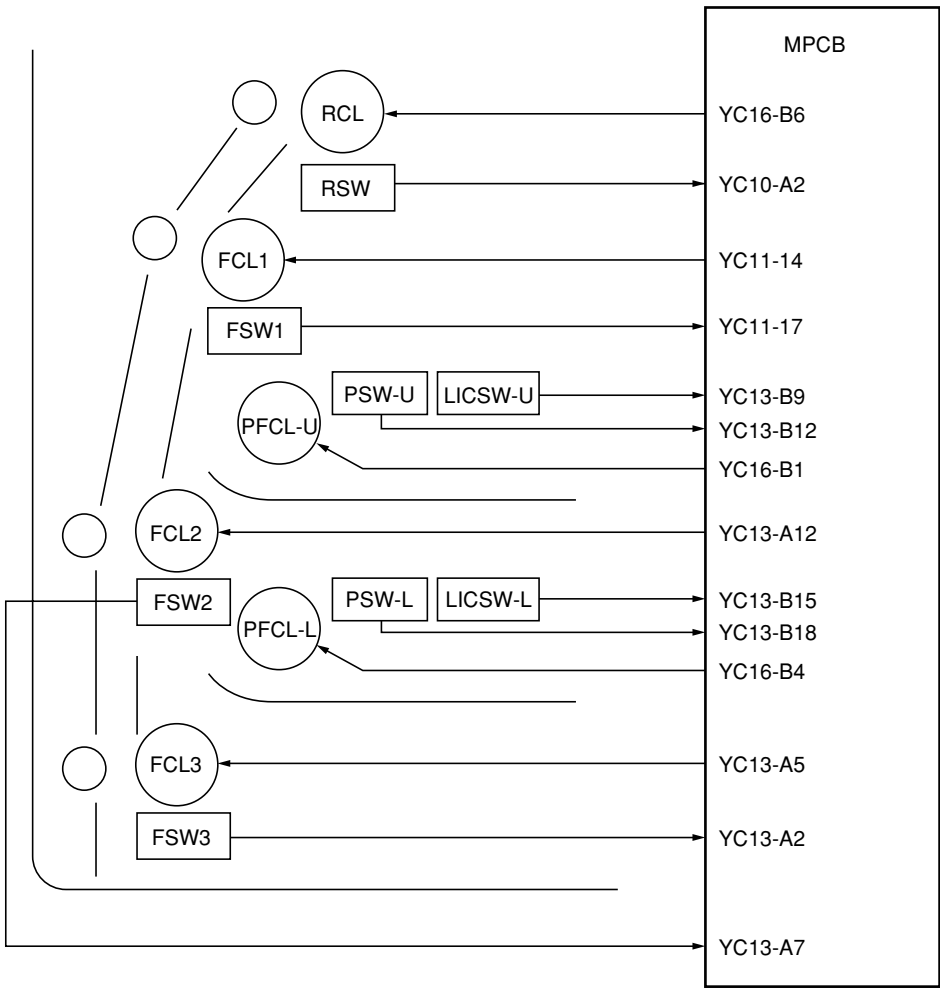 MPCB
RCL
YC16-B6
RSW
YC10-A2
FCL1
YC11-14
FSW1
YC11-17
PSW-U
LICSW-U
YC13-B9
PFCL-U
YC13-B12
YC16-B1
FCL2
YC13-A12
FSW2
PSW-L
LICSW-L
YC13-B15
PFCL-L
YC13-B18
YC16-B4
FCL3
YC13-A5
FSW3
YC13-A2
YC13-A7